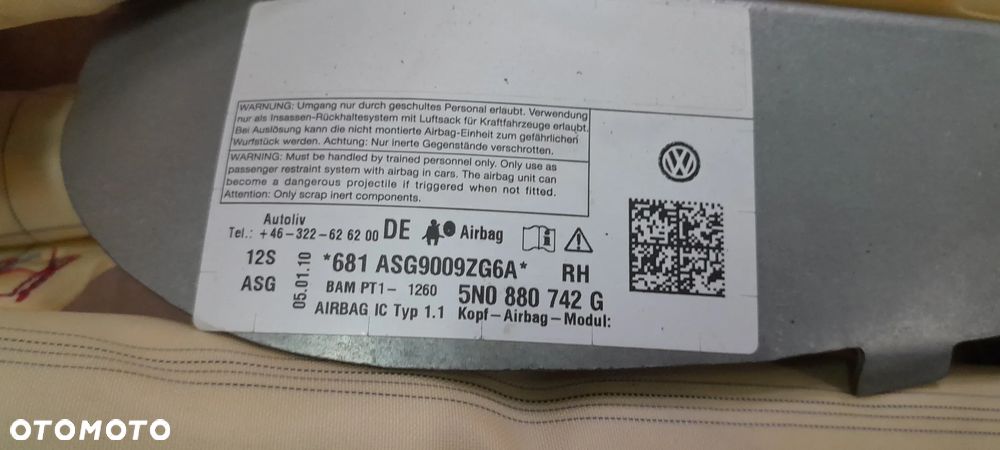 WARNUNG: Umgang nur durch geschultes Personal erlaubt. Verwendung
nur als Insassen-Rückhaltesystem mit Luftsack für Kraftfahrzeuge erlaubt.
Bei Auslösung kann die nicht montierte Airbag-Einheit zum gefährlichen
Wurfstück werden. Achtung: Nur inerte Gegenstände verschrotten.
WARNING: Must be handled by trained personnel only. Only use as
passenger restraint system with airbag in cars. The airbag unit can
become a dangerous projectile if triggered when not fitted.
Attention: Only scrap inert components.
Autoliv
Tel.: +46-322-62 62 00 DE Airbag
12S
ASG
05.01.10
*681 ASG9009ZG6A* RH
BAM PT1- 1260 5N0 880 742 G
AIRBAG IC Typ 1.1 Kopf-Airbag-Modul:
VW
OTOMOTO